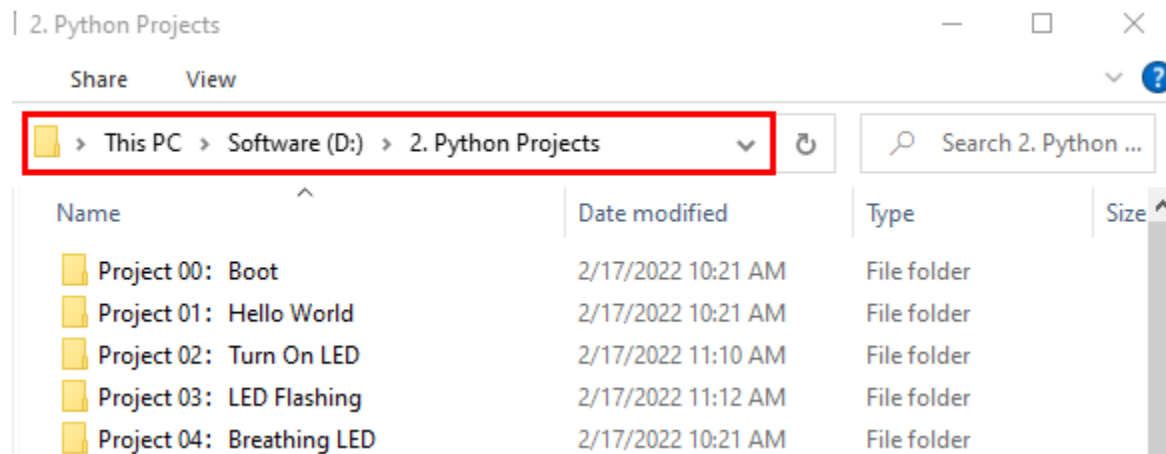 2. Python Projects
Share View
This PC > Software (D:) > 2. Python Projects Search 2. Python ...
Name Date modified Type Size
Project 00：Boot 2/17/2022 10:21 AM File folder
Project 01：Hello World 2/17/2022 10:21 AM File folder
Project 02：Turn On LED 2/17/2022 11:10 AM File folder
Project 03：LED Flashing 2/17/2022 11:12 AM File folder
Project 04：Breathing LED 2/17/2022 10:21 AM File folder